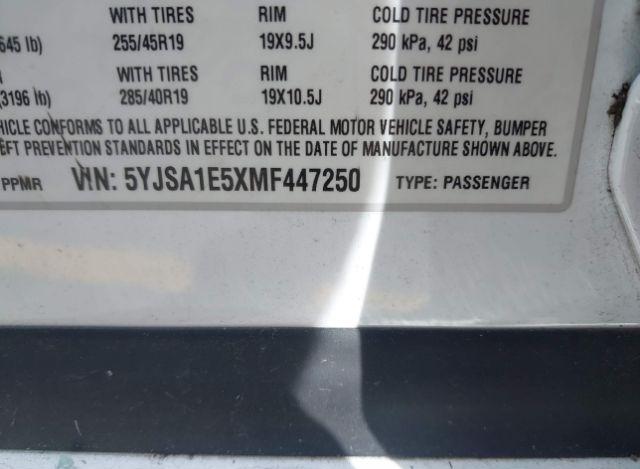 WITH TIRES RIM COLD TIRE PRESSURE
645 lb) 255/45R19 19X9.5J 290 kPa, 42 psi
WITH TIRES RIM COLD TIRE PRESSURE
(3196 lb) 285/40R19 19X10.5J 290 kPa, 42 psi
HICLE CONFORMS TO ALL APPLICABLE U.S. FEDERAL MOTOR VEHICLE SAFETY, BUMPER
EFT PREVENTION STANDARDS IN EFFECT ON THE DATE OF MANUFACTURE SHOWN ABOVE.
PPMR VIN: 5YJSA1E5XMF447250 TYPE: PASSENGER